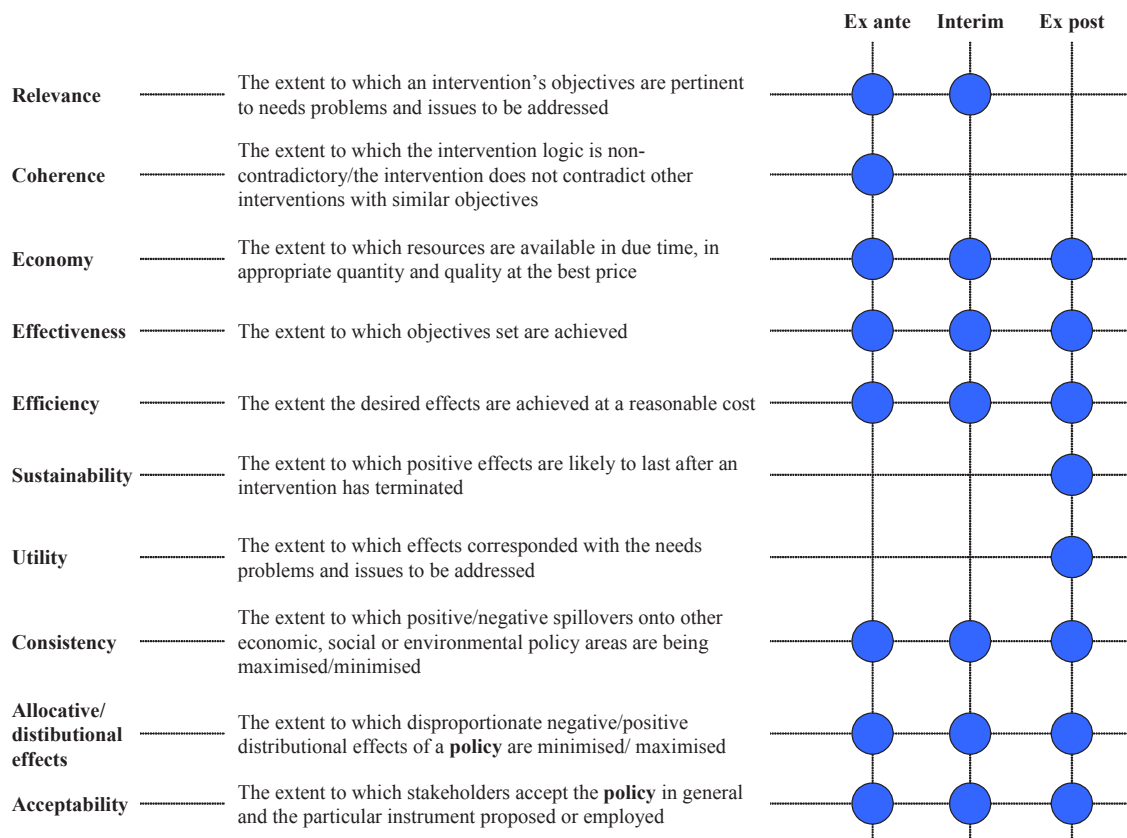 Ex ante Interim Ex post
Relevance
The extent to which an intervention’s objectives are pertinent
to needs problems and issues to be addressed
Coherence
The extent to which the intervention logic is non-
contradictory/the intervention does not contradict other
interventions with similar objectives
Economy
The extent to which resources are available in due time, in
appropriate quantity and quality at the best price
Effectiveness
The extent to which objectives set are achieved
Efficiency
The extent the desired effects are achieved at a reasonable cost
Sustainability
The extent to which positive effects are likely to last after an
intervention has terminated
Utility
The extent to which effects corresponded with the needs
problems and issues to be addressed
Consistency
The extent to which positive/negative spillovers onto other
economic, social or environmental policy areas are being
maximised/minimised
Allocative/
distibutional
effects
The extent to which disproportionate negative/positive
distributional effects of a policy are minimised/ maximised
Acceptability
The extent to which stakeholders accept the policy in general
and the particular instrument proposed or employed